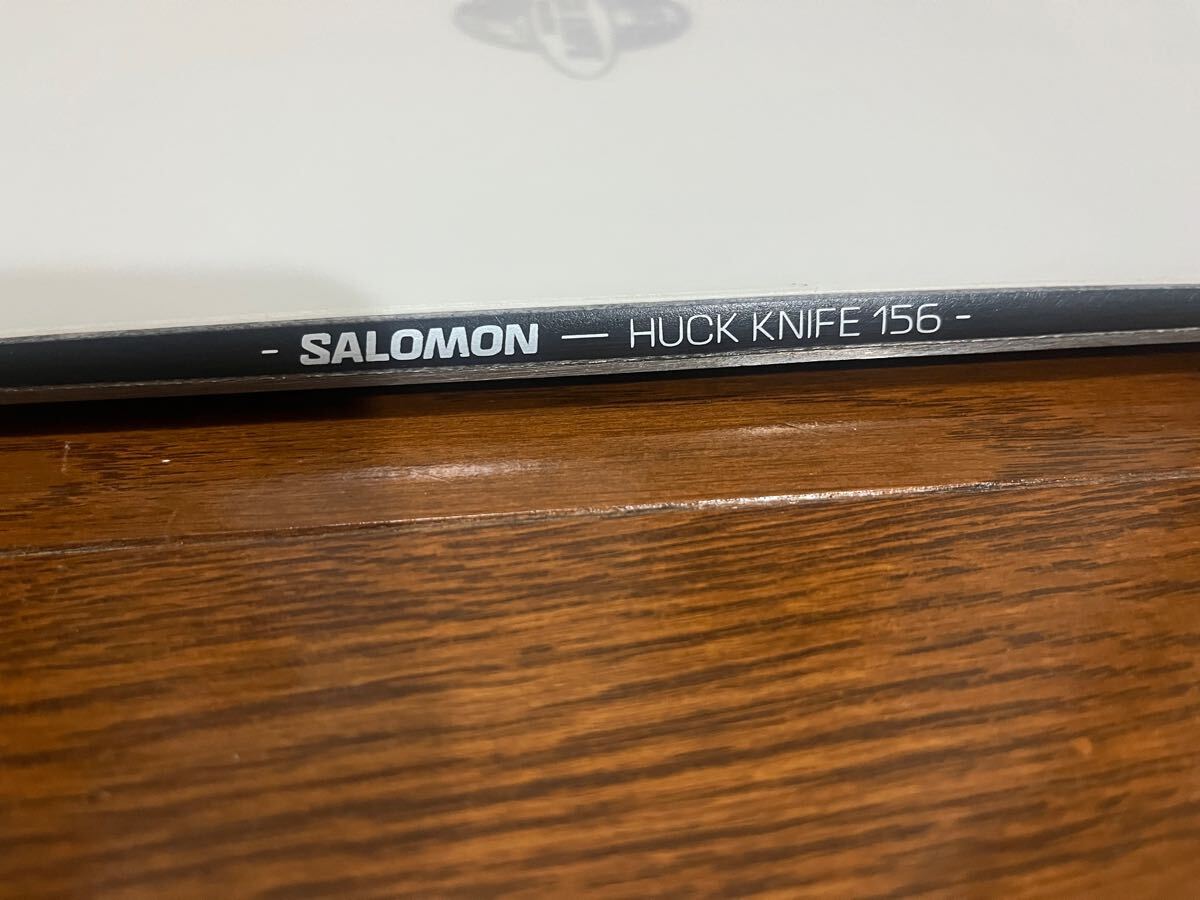 - SALOMON — HUCK KNIFE 156 -